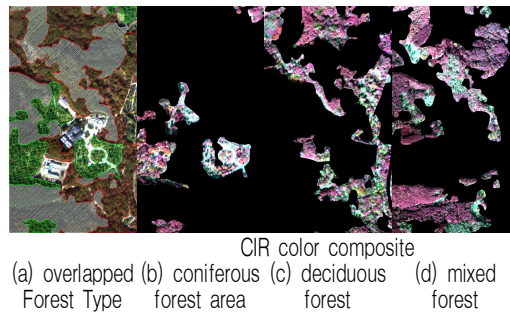 CIR color composite
(a) overlapped (b) coniferous (c) deciduous (d) mixed
Forest Type forest area forest forest